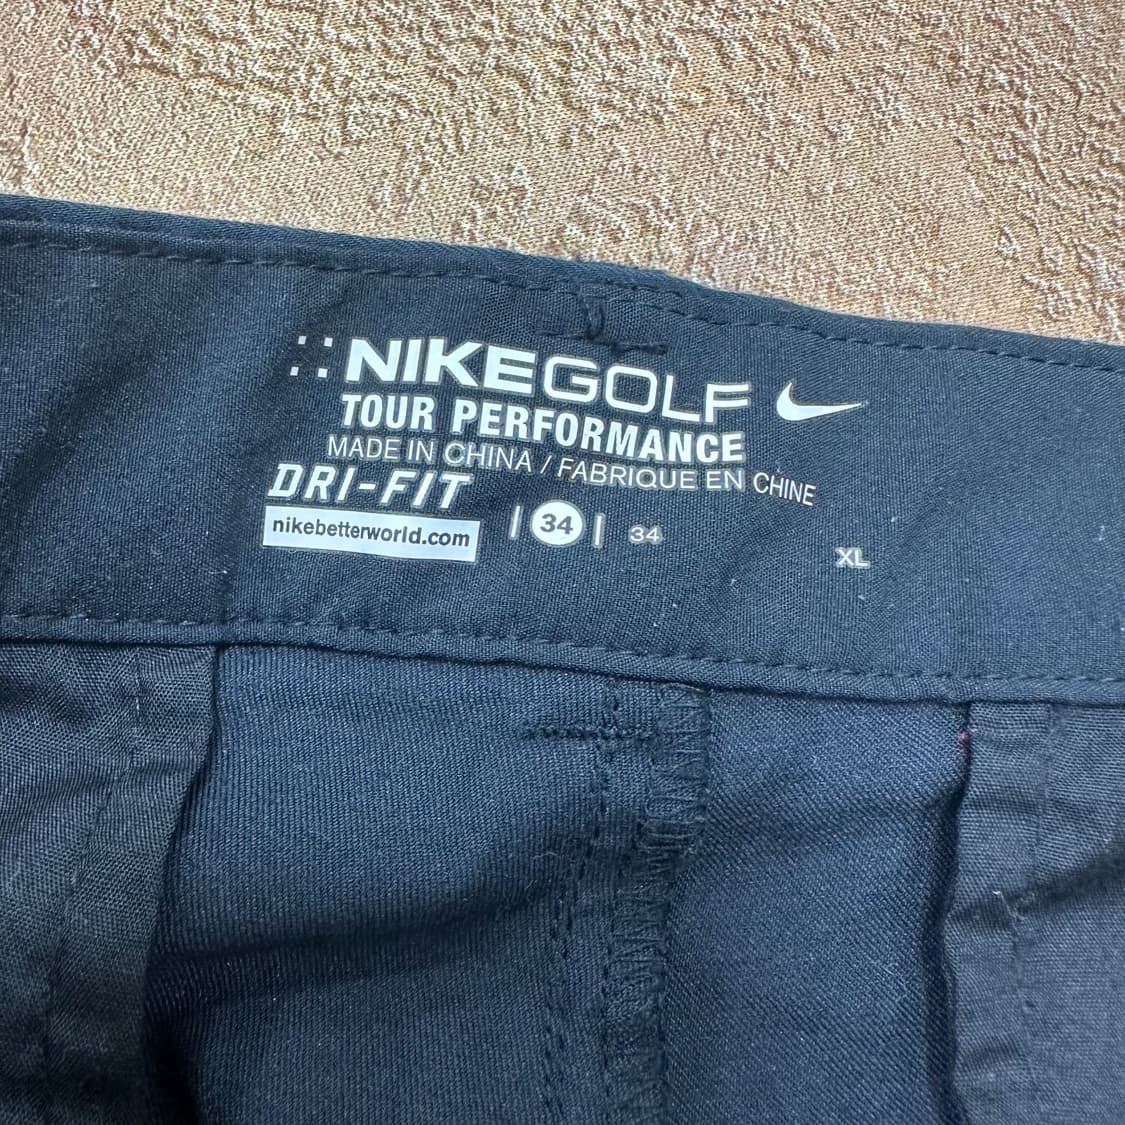 NIKEGOLF
TOUR PERFORMANCE
MADE IN CHINA / FABRIQUE EN CHINE
DRI-FIT
nikebetterworld.com | 34 | 34 XL